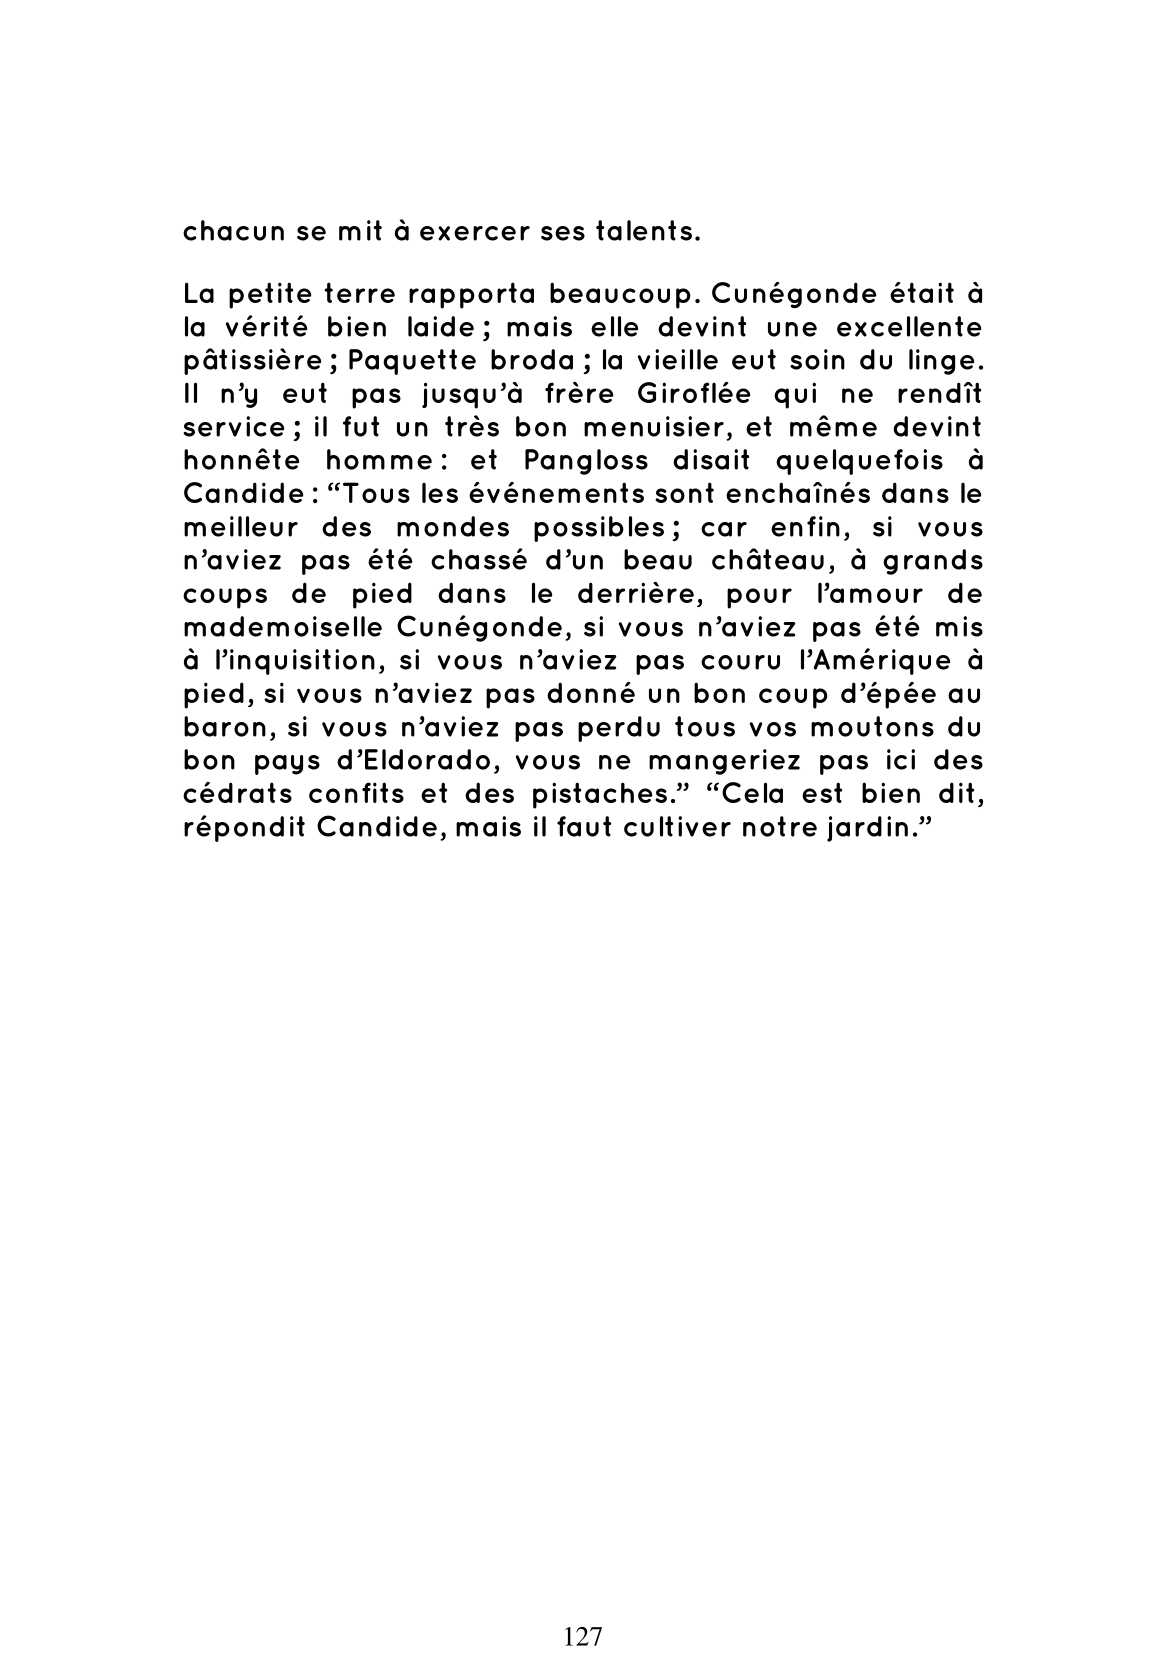 chacun se mit à exercer ses talents.
La petite terre rapporta beaucoup. Cunégonde était à
la vérité bien laide ; mais elle devint une excellente
pâtissière ; Paquette broda ; la vieille eut soin du linge.
Il n’y eut pas jusqu’à frère Giroflée qui ne rendît
service ; il fut un très bon menuisier, et même devint
honnête homme : et Pangloss disait quelquefois à
Candide : “Tous les événements sont enchaînés dans le
meilleur des mondes possibles ; car enfin, si vous
n’aviez pas été chassé d’un beau château, à grands
coups de pied dans le derrière, pour l’amour de
mademoiselle Cunégonde, si vous n’aviez pas été mis
à l’inquisition, si vous n’aviez pas couru l’Amérique à
pied, si vous n’aviez pas donné un bon coup d’épée au
baron, si vous n’aviez pas perdu tous vos moutons du
bon pays d’Eldorado, vous ne mangeriez pas ici des
cédrats confits et des pistaches.” “Cela est bien dit,
répondit Candide, mais il faut cultiver notre jardin.”
127